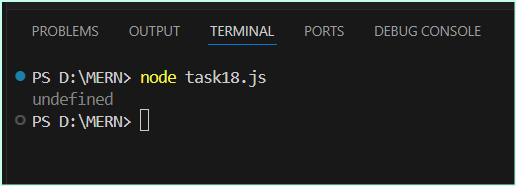 PROBLEMS OUTPUT TERMINAL PORTS DEBUG CONSOLE
PS D:\MERN> node task18.js
undefined
PS D:\MERN>